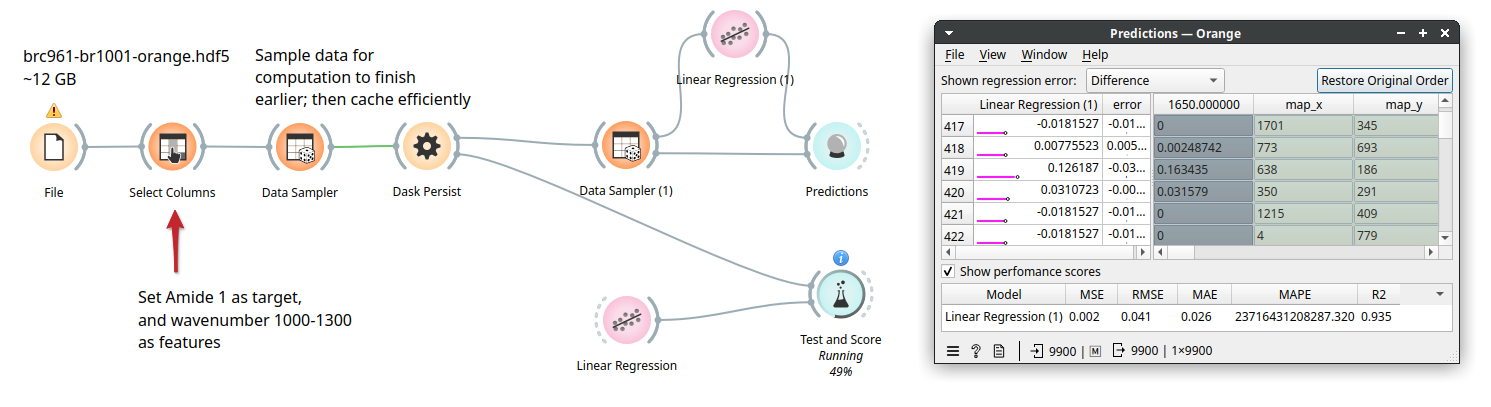 brc961-br1001-orange.hdf5
~12 GB
Sample data for
computation to finish
earlier; then cache efficiently
File
Select Columns
Data Sampler
Dask Persist
Set Amide 1 as target,
and wavenumber 1000-1300
as features
Linear Regression (1)
Data Sampler (1)
Predictions
Linear Regression
Test and Score
Running
49%
i
Predictions — Orange
File View Window Help
Shown regression error: Difference Restore Original Order
Linear Regression (1) error 1650.000000 map_x map_y
417 -0.0181527 -0.01... 0 1701 345
418 0.00775523 0.005... 0.00248742 773 693
419 0.126187 -0.03... 0.163435 638 186
420 0.0310723 -0.00... 0.031579 350 291
421 -0.0181527 -0.01... 0 1215 409
422 -0.0181527 -0.01... 0 4 779
Show perfomance scores
Model MSE RMSE MAE MAPE R2
Linear Regression (1) 0.002 0.041 0.026 23716431208287.320 0.935
? 9900 | M 9900 | 1×9900